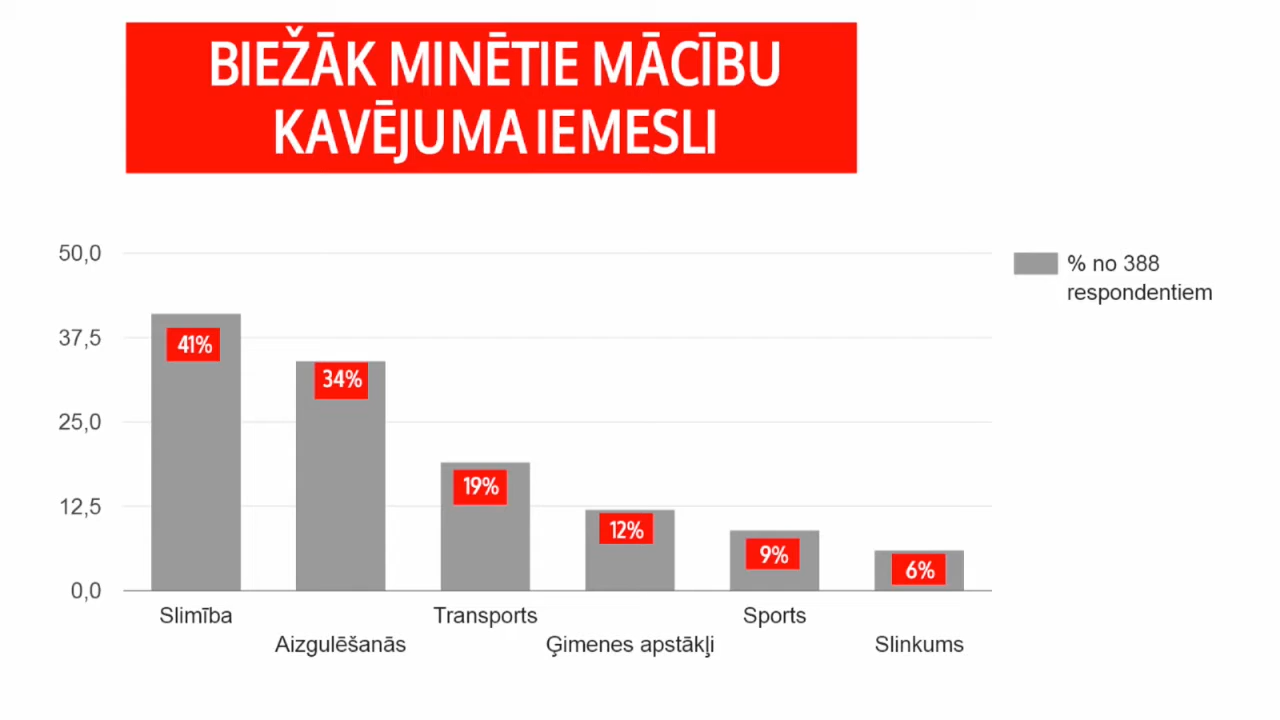 BIEŽĀK MINĒTIE MĀCĪBU
KAVĒJUMA IEMESLI
50,0
37,5
25,0
12,5
0,0
% no 388
respondentiem
41%
34%
19%
12%
9%
6%
Slimība
Aizgulēšanās
Transports
Ģimenes apstākļi
Sports
Slinkums